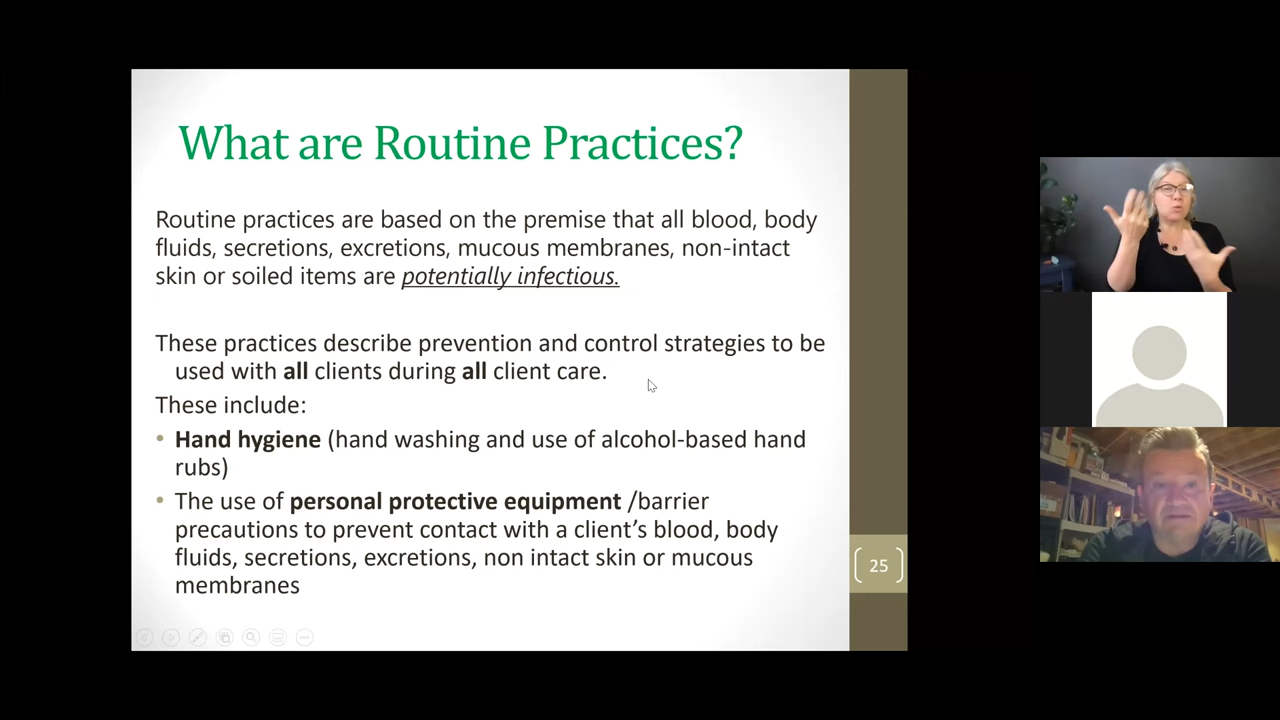 What are Routine Practices?
Routine practices are based on the premise that all blood, body
fluids, secretions, excretions, mucous membranes, non-intact
skin or soiled items are potentially infectious.
These practices describe prevention and control strategies to be
used with all clients during all client care.
These include:
• Hand hygiene (hand washing and use of alcohol-based hand
rubs)
• The use of personal protective equipment /barrier
precautions to prevent contact with a client’s blood, body
fluids, secretions, excretions, non intact skin or mucous
membranes
25